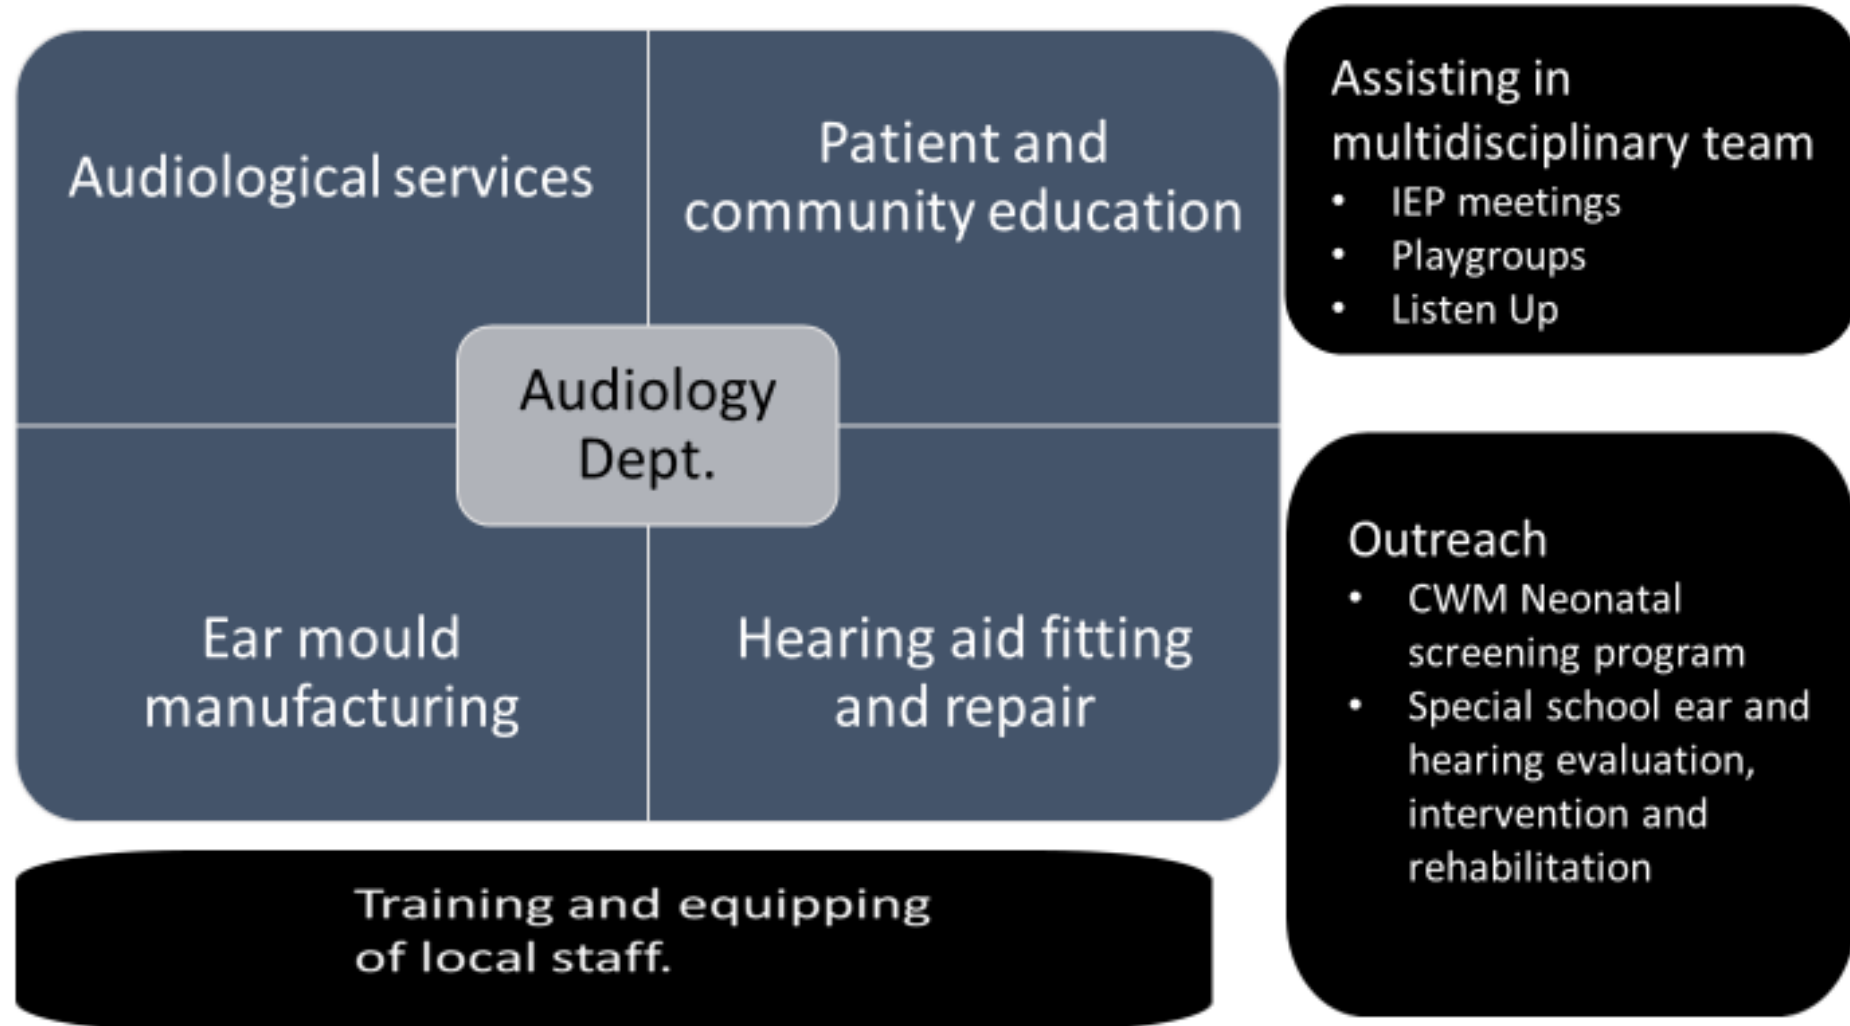 Audiological services
Patient and
community education
Audiology
Dept.
Ear mould
manufacturing
Hearing aid fitting
and repair
Assisting in
multidisciplinary team
• IEP meetings
• Playgroups
• Listen Up
Outreach
• CWM Neonatal
screening program
• Special school ear and
hearing evaluation,
intervention and
rehabilitation
Training and equipping
of local staff.